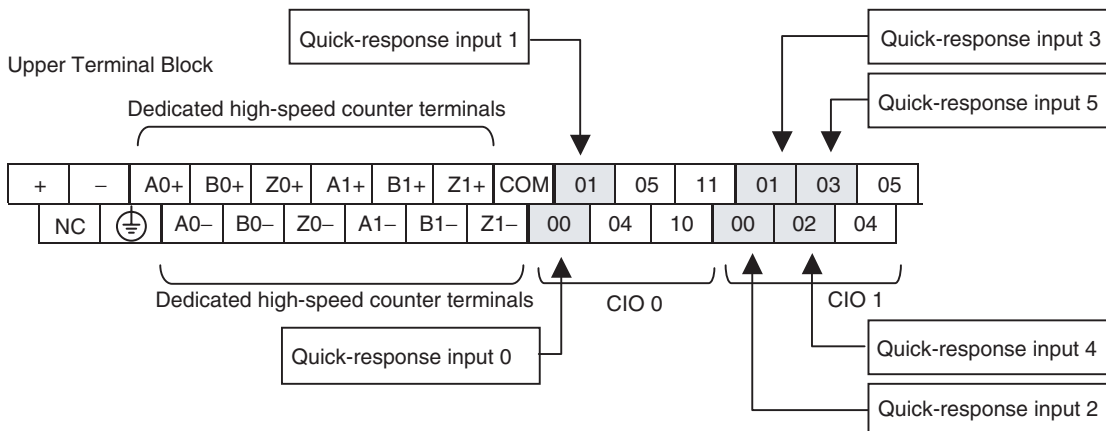 Quick-response input 1
Quick-response input 3
Upper Terminal Block
Quick-response input 5
Dedicated high-speed counter terminals
+ – A0+ B0+ Z0+ A1+ B1+ Z1+ COM 01 05 11 01 03 05
NC A0– B0– Z0– A1– B1– Z1– 00 04 10 00 02 04
Dedicated high-speed counter terminals CIO 0 CIO 1
Quick-response input 0
Quick-response input 4
Quick-response input 2